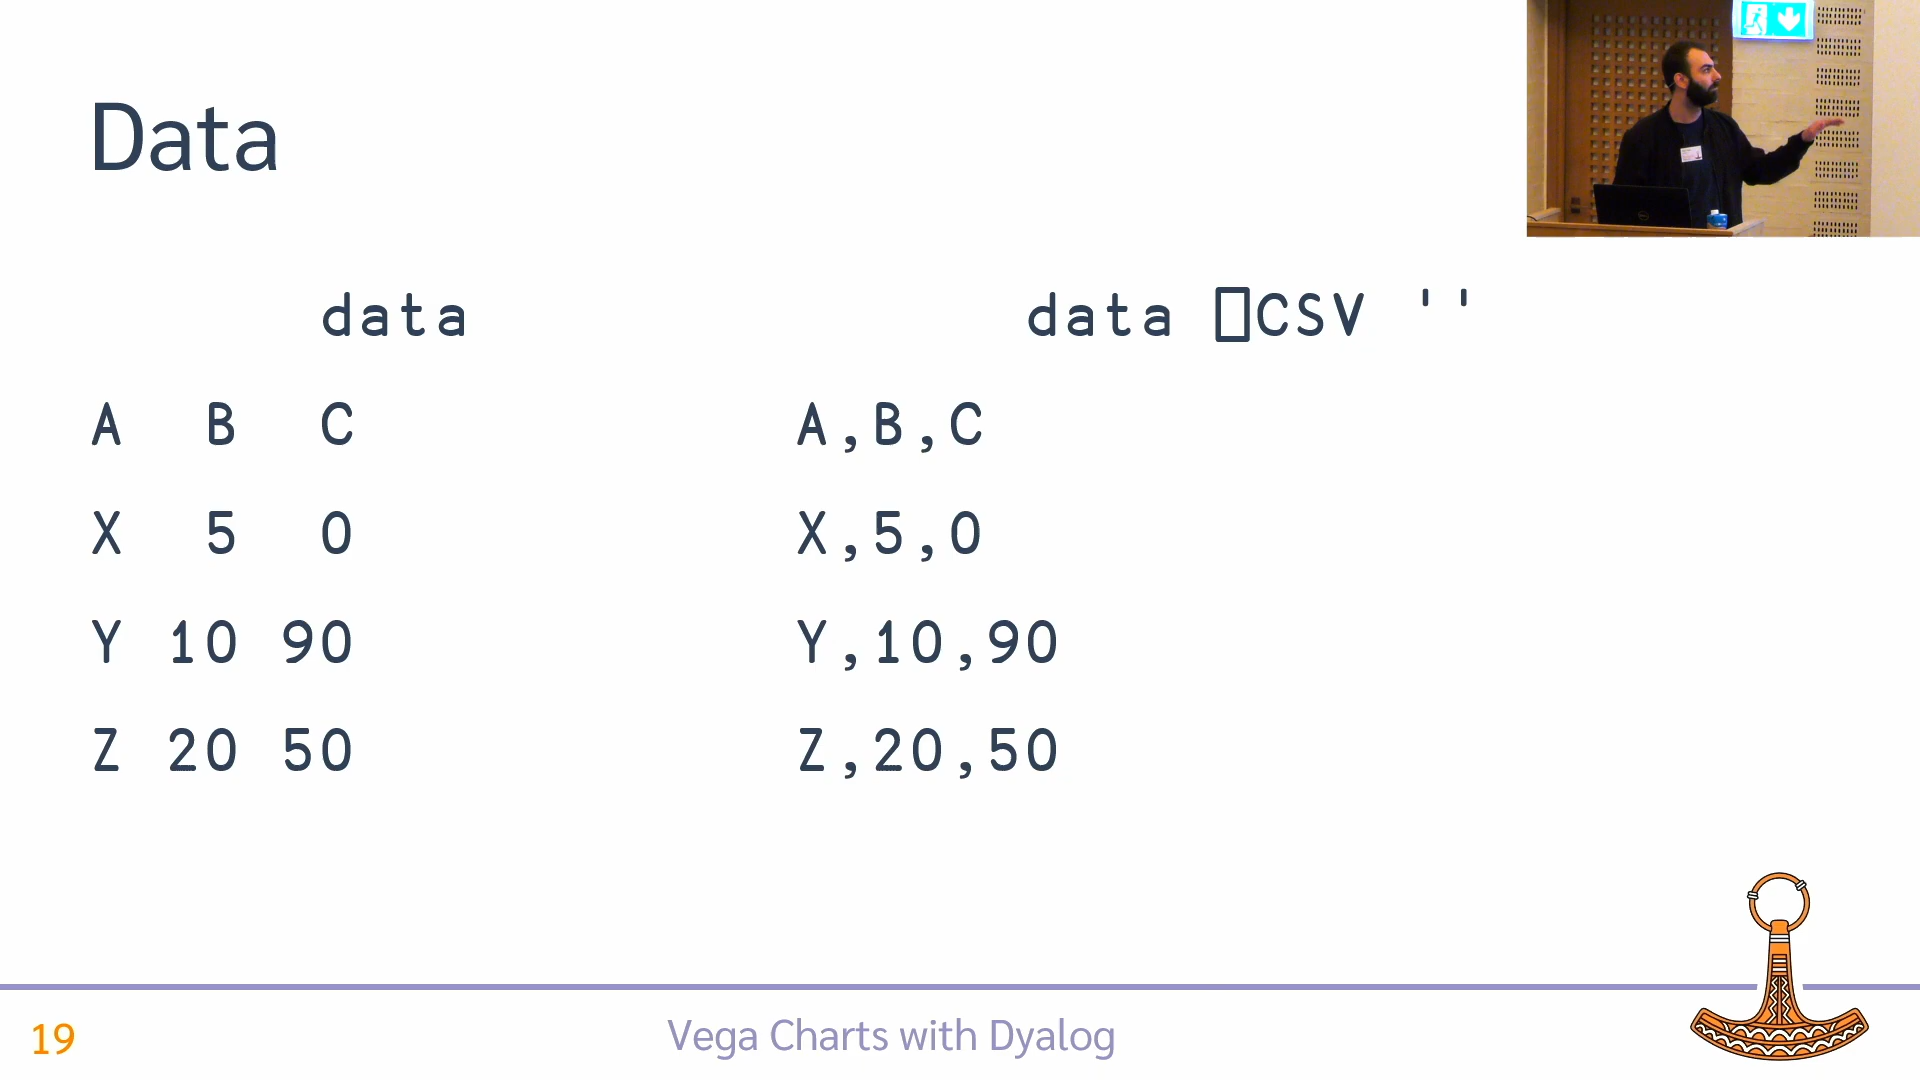 Data
data
A B C
X 5 0
Y 10 90
Z 20 50
data ⎕CSV ''
A,B,C
X,5,0
Y,10,90
Z,20,50
19
Vega Charts with Dyalog